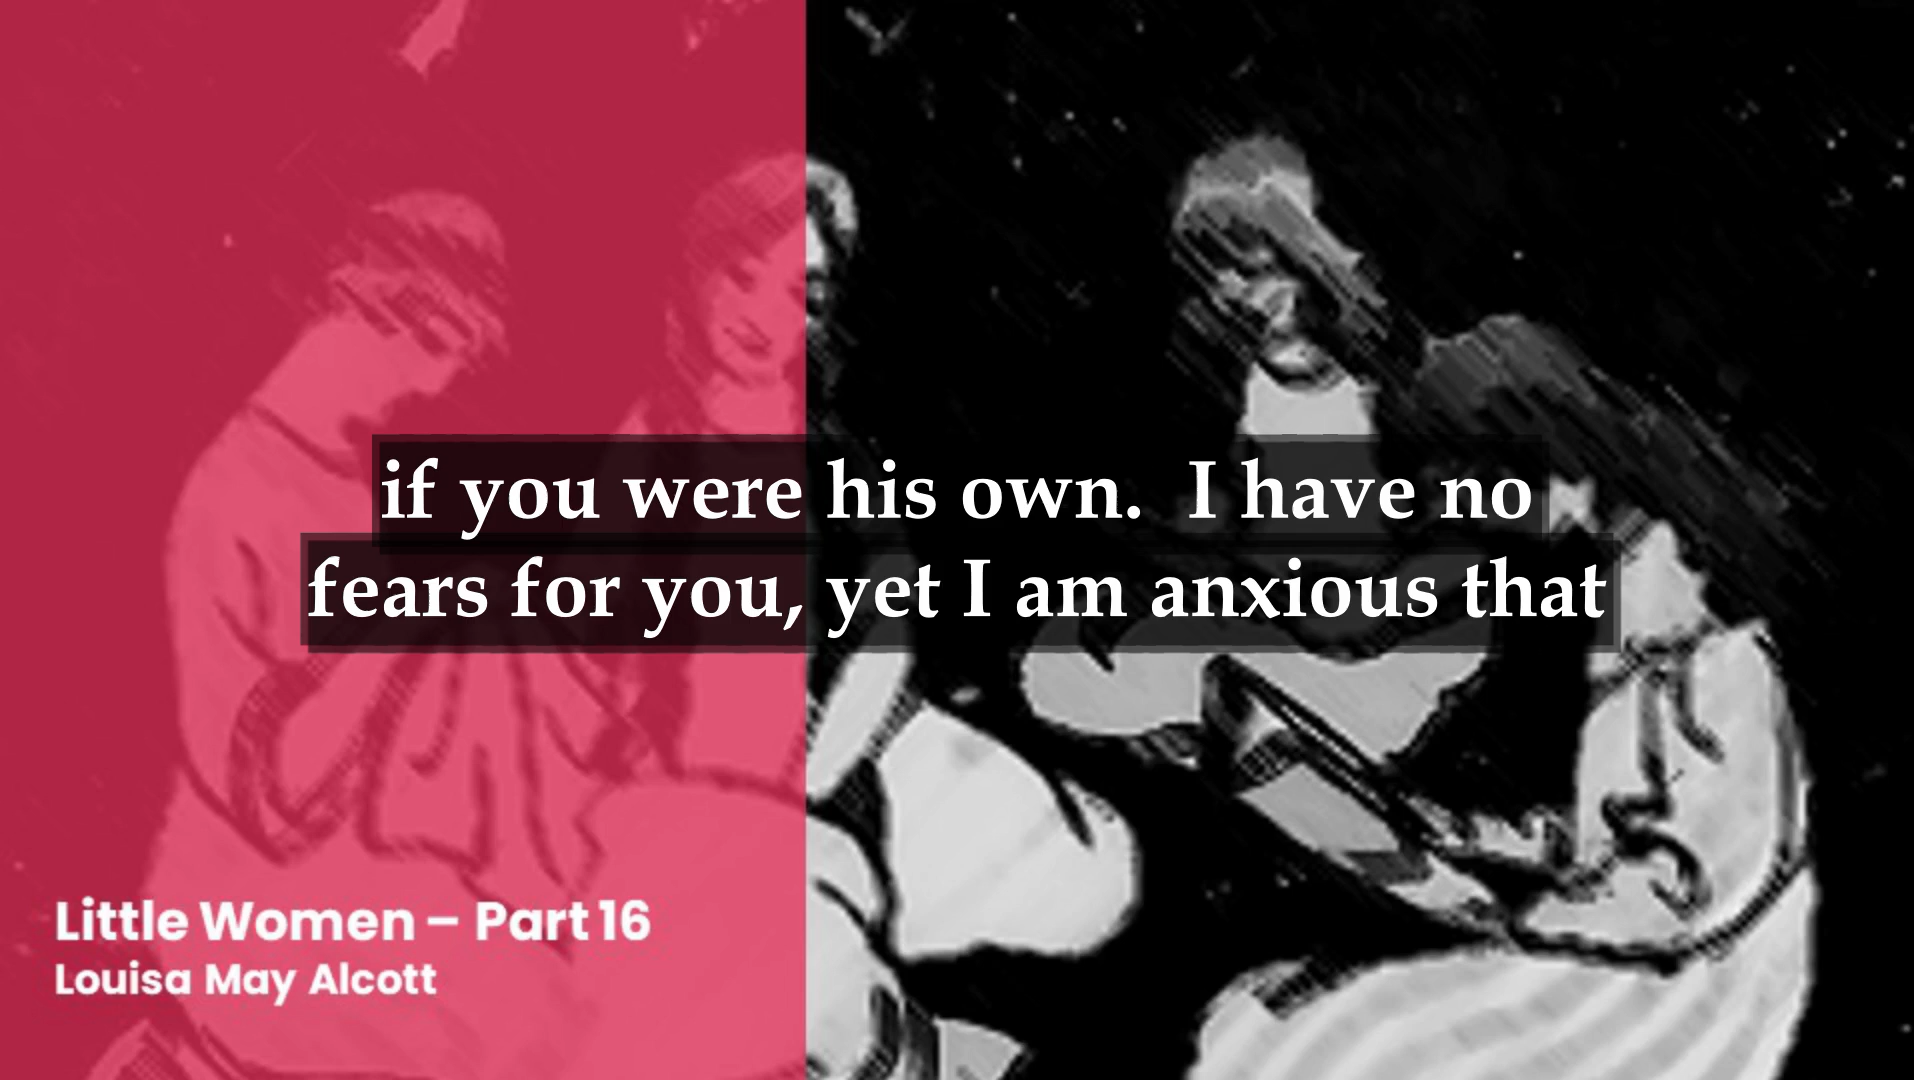 if you were his own.  I have no
fears for you, yet I am anxious that
Little Women – Part 16
Louisa May Alcott